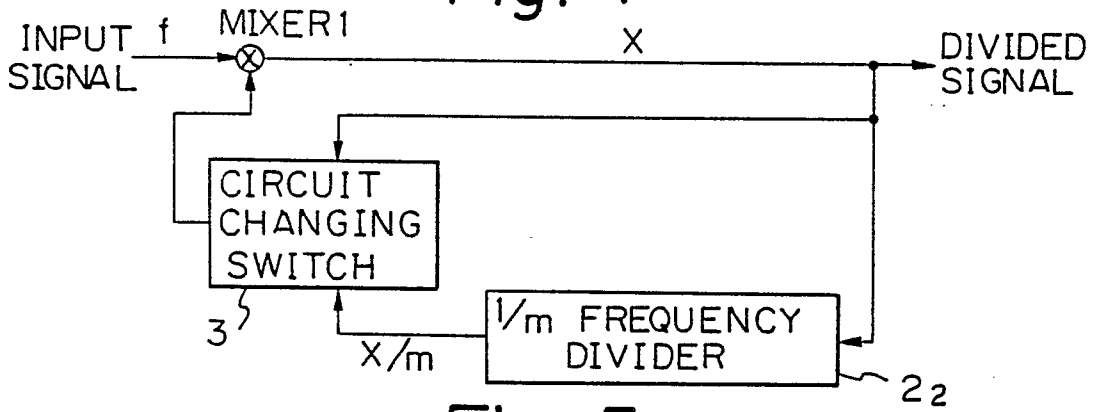 MIXER1
INPUT
SIGNAL
f
X
DIVIDED
SIGNAL
CIRCUIT
CHANGING
SWITCH
3
X/m
1/m FREQUENCY
DIVIDER
22